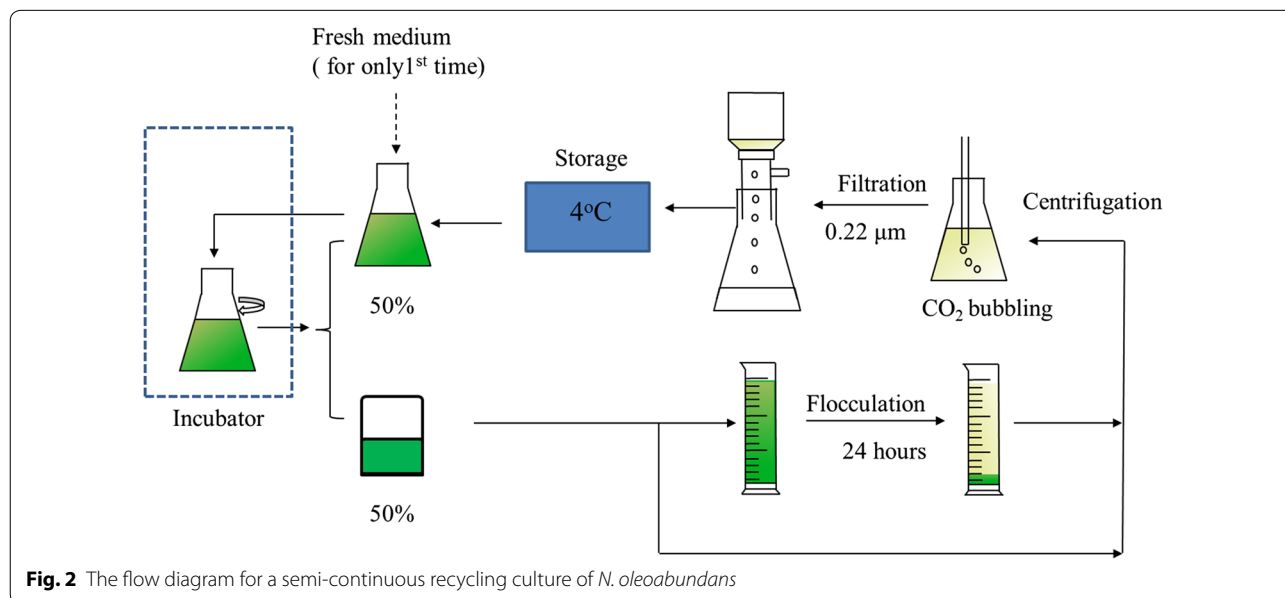 Fresh medium
( for only1st time)
Storage
4°C
Filtration
0.22 μm
Centrifugation
CO₂ bubbling
50%
Incubator
50%
Flocculation
24 hours
Fig. 2 The flow diagram for a semi-continuous recycling culture of N. oleoabundans